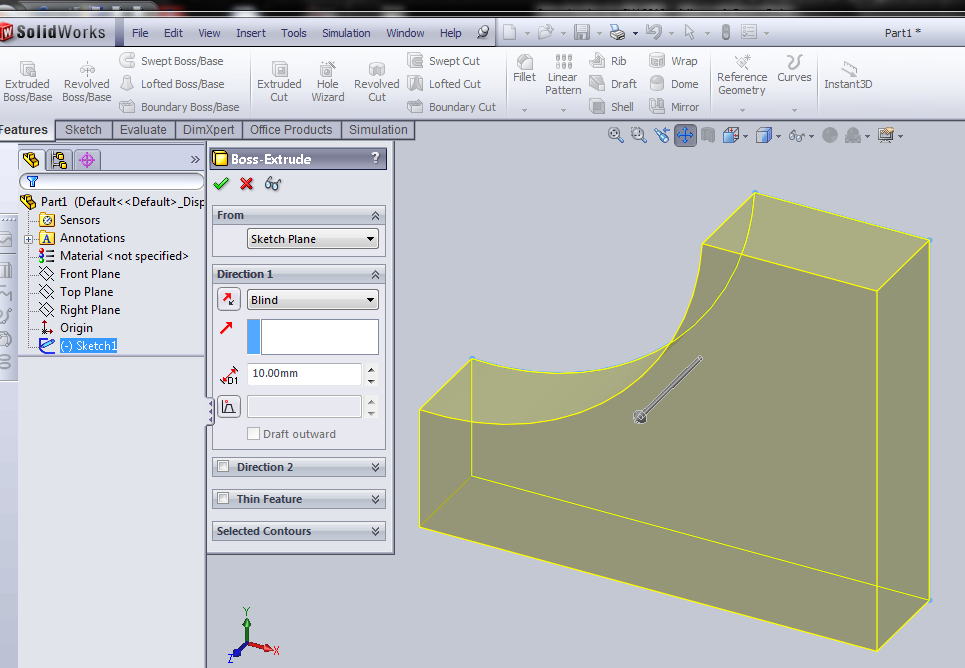 SolidWorks File Edit View Insert Tools Simulation Window Help Part1 *
Extruded Boss/Base
Revolved Boss/Base
Swept Boss/Base
Lofted Boss/Base
Boundary Boss/Base
Extruded Cut
Hole Wizard
Revolved Cut
Swept Cut
Lofted Cut
Boundary Cut
Fillet
Linear Pattern
Rib
Draft
Shell
Wrap
Dome
Mirror
Reference Geometry
Curves
Instant3D
Features Sketch Evaluate DimXpert Office Products Simulation
Part1 (Default<<Default>_Disp
Sensors
Annotations
Material <not specified>
Front Plane
Top Plane
Right Plane
Origin
(-) Sketch1
Boss-Extrude ?
From
Sketch Plane
Direction 1
Blind
D1 10.00mm
Draft outward
Direction 2
Thin Feature
Selected Contours
Y
X
Z